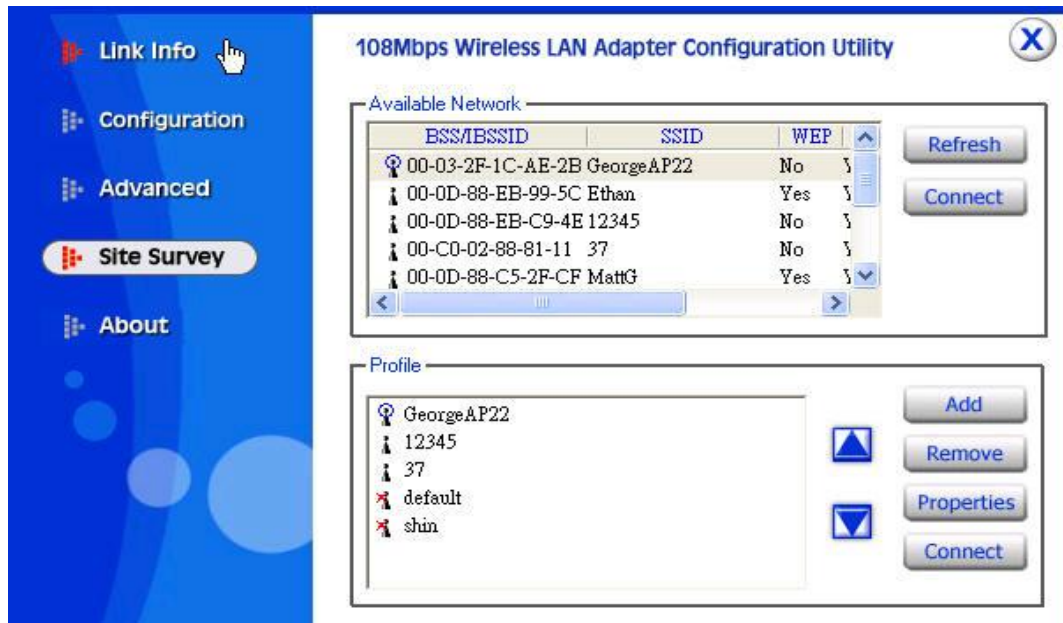 Link Info
Configuration
Advanced
Site Survey
About
108Mbps Wireless LAN Adapter Configuration Utility
X
Available Network
BSS/IBSSID SSID WEP
00-03-2F-1C-AE-2B GeorgeAP22 No
00-0D-88-EB-99-5C Ethan Yes
00-0D-88-EB-C9-4E 12345 No
00-C0-02-88-81-11 37 No
00-0D-88-C5-2F-CF MattG Yes
Refresh
Connect
Profile
GeorgeAP22
12345
37
default
shin
Add
Remove
Properties
Connect